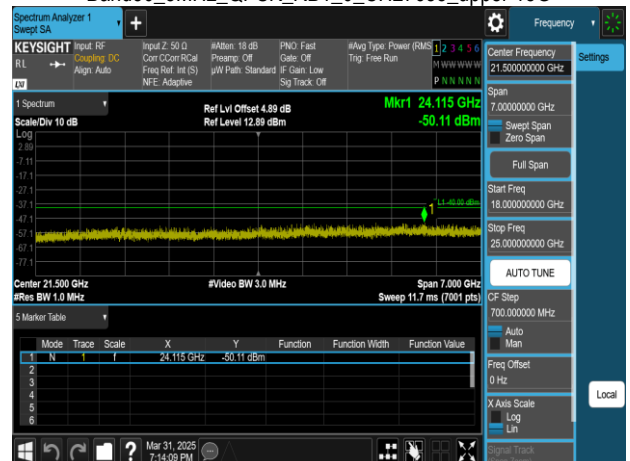 Spectrum Analyzer 1
Swept SA
Frequency
KEYSIGHT
RL
LXI
Input: RF
Coupling: DC
Align: Auto
Input Z: 50 Ω
Corr CCorr RCal
Freq Ref: Int (S)
NFE: Adaptive
#Atten: 18 dB
Preamp: Off
µW Path: Standard
PNO: Fast
Gate: Off
IF Gain: Low
Sig Track: Off
#Avg Type: Power (RMS
Trig: Free Run
1 2 3 4 5 6
M W W W W W
P N N N N N
Center Frequency
21.500000000 GHz
Settings
Span
7.00000000 GHz
Swept Span
Zero Span
Full Span
Start Freq
18.000000000 GHz
Stop Freq
25.000000000 GHz
AUTO TUNE
CF Step
700.000000 MHz
Auto
Man
Freq Offset
0 Hz
X Axis Scale
Log
Lin
Signal Track
Local
1 Spectrum
Scale/Div 10 dB
Ref Lvl Offset 4.89 dB
Ref Level 12.89 dBm
Mkr1 24.115 GHz
-50.11 dBm
Log
2.89
-7.11
-17.1
-27.1
-37.1
-47.1
-57.1
-67.1
-77.1
L1 -40.00 dBm
1
Center 21.500 GHz
#Video BW 3.0 MHz
Span 7.000 GHz
#Res BW 1.0 MHz
Sweep 11.7 ms (7001 pts)
5 Marker Table
Mode Trace Scale X Y Function Function Width Function Value
1 N 1 f 24.115 GHz -50.11 dBm
2
3
4
5
6
?
Mar 31, 2025
7:14:09 PM